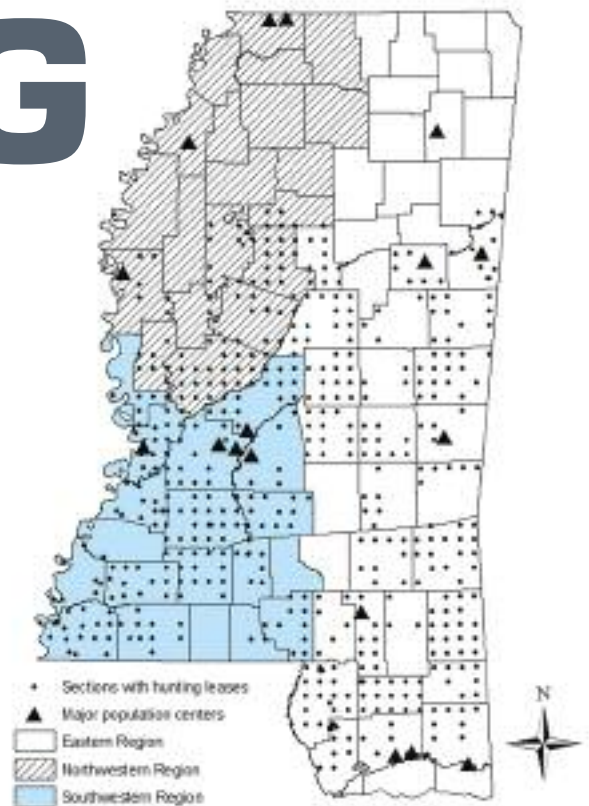 G
Sections with hunting leases
Major population centers
Eastern Region
Northwestern Region
Southwestern Region
N